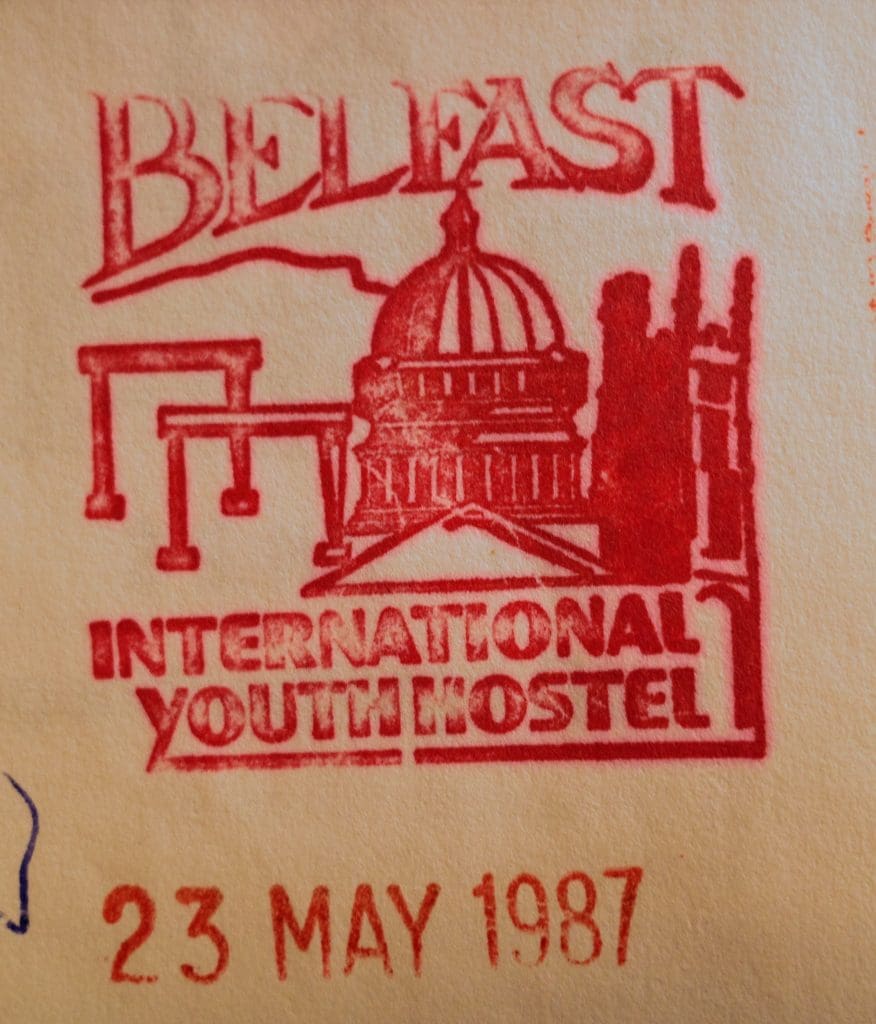 BELFAST
INTERNATIONAL
YOUTH HOSTEL
23 MAY 1987